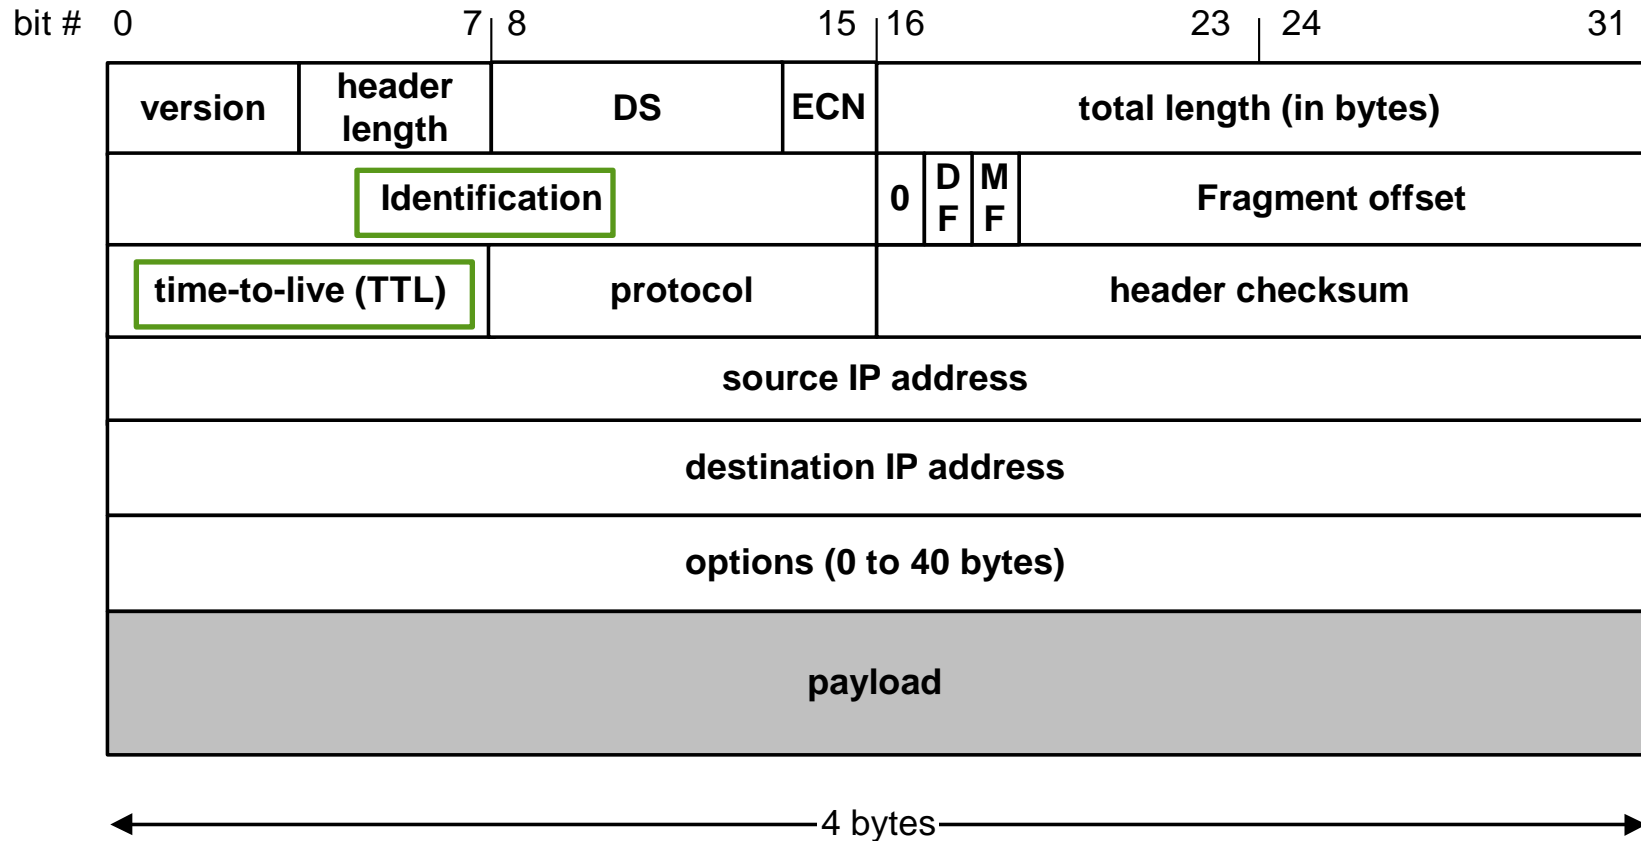 bit # 0 7 8 15 16 23 24 31
version header length DS ECN total length (in bytes)
Identification 0 DF MF Fragment offset
time-to-live (TTL) protocol header checksum
source IP address
destination IP address
options (0 to 40 bytes)
payload
4 bytes